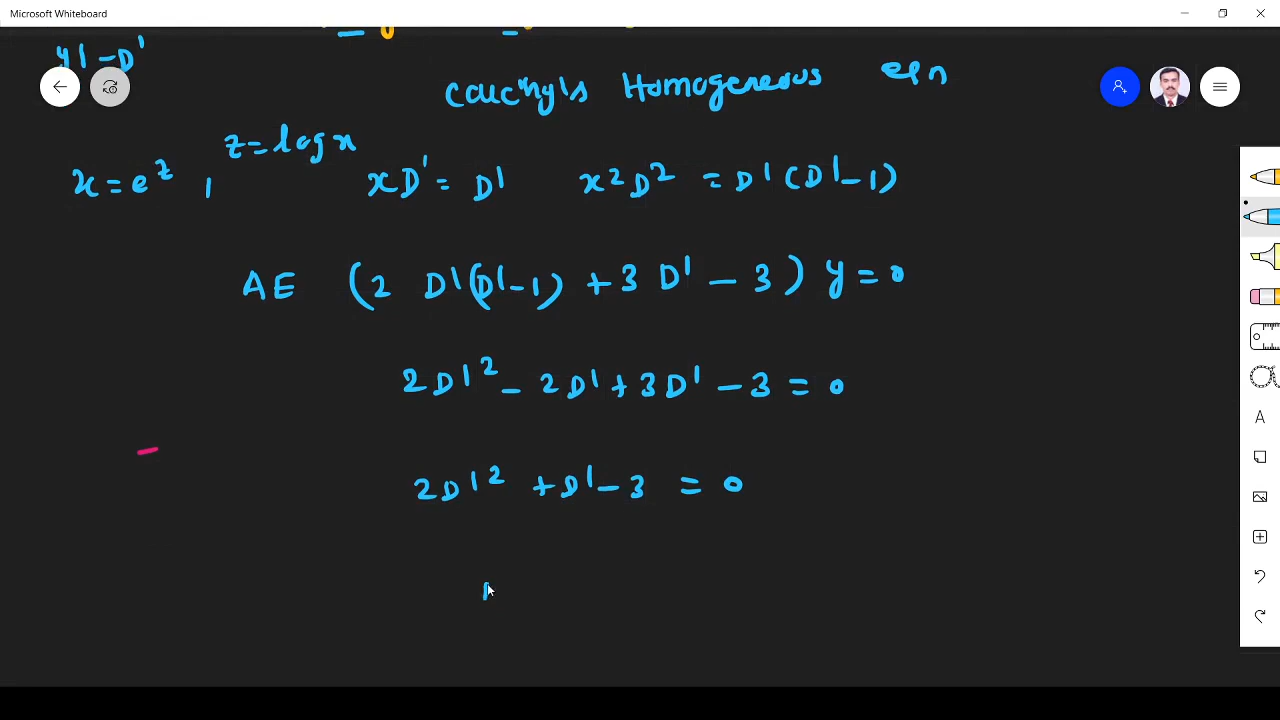 Microsoft Whiteboard
y' - D'
Cauchy's Homogeneous eqn
z = log x
x = e^z , xD' = D' x²D² = D'(D'-1)
AE (2 D'(D'-1) + 3D' - 3) y = 0
2D'² - 2D' + 3D' - 3 = 0
2D'² + D' - 3 = 0
A